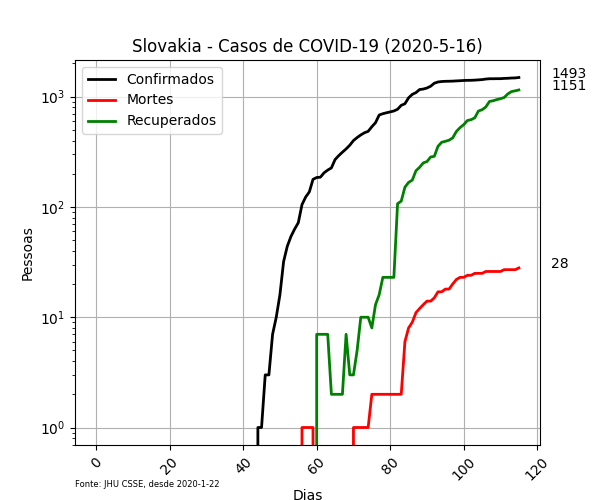 Slovakia - Casos de COVID-19 (2020-5-16)
Confirmados
Mortes
Recuperados
1493
1151
28
Pessoas
10³
10²
10¹
10⁰
0
20
40
60
80
100
120
Fonte: JHU CSSE, desde 2020-1-22
Dias